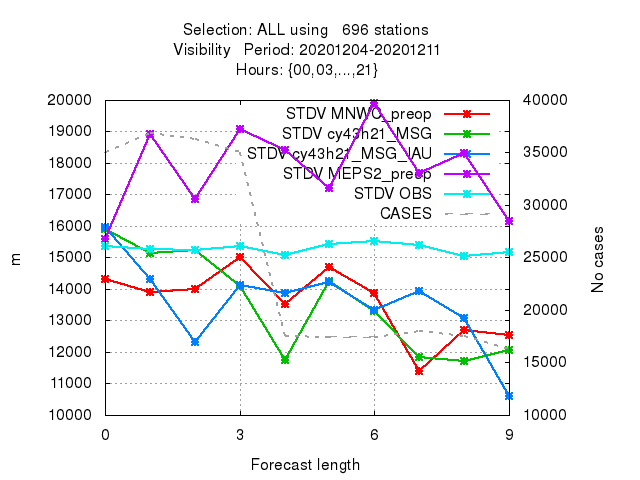 Selection: ALL using   696 stations
Visibility   Period: 20201204-20201211
Hours: {00,03,...,21}
20000
19000
18000
17000
16000
15000
14000
13000
12000
11000
10000
m
STDV MNWC_preop
STDV cy43h21_MSG
STDV cy43h21_MSG_IAU
STDV MEPS2_preop
STDV OBS
CASES
40000
35000
30000
25000
20000
15000
10000
No cases
0
3
6
9
Forecast length